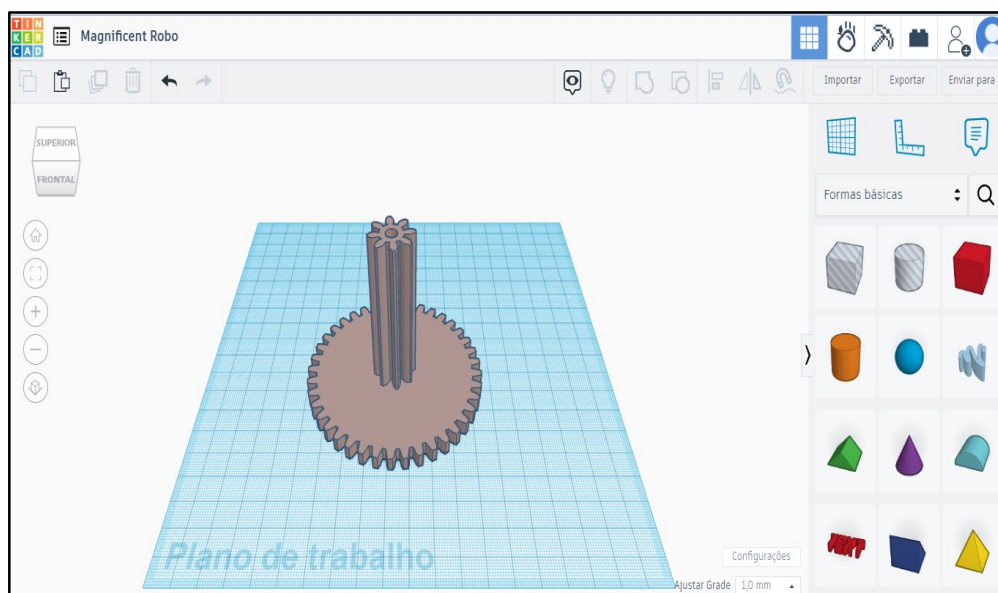 TIN
KER
CAD
Magnificent Robo
Importar
Exportar
Enviar para
SUPERIOR
FRONTAL
Formas básicas
TEXT
Plano de trabalho
Configurações
Ajustar Grade 1,0 mm